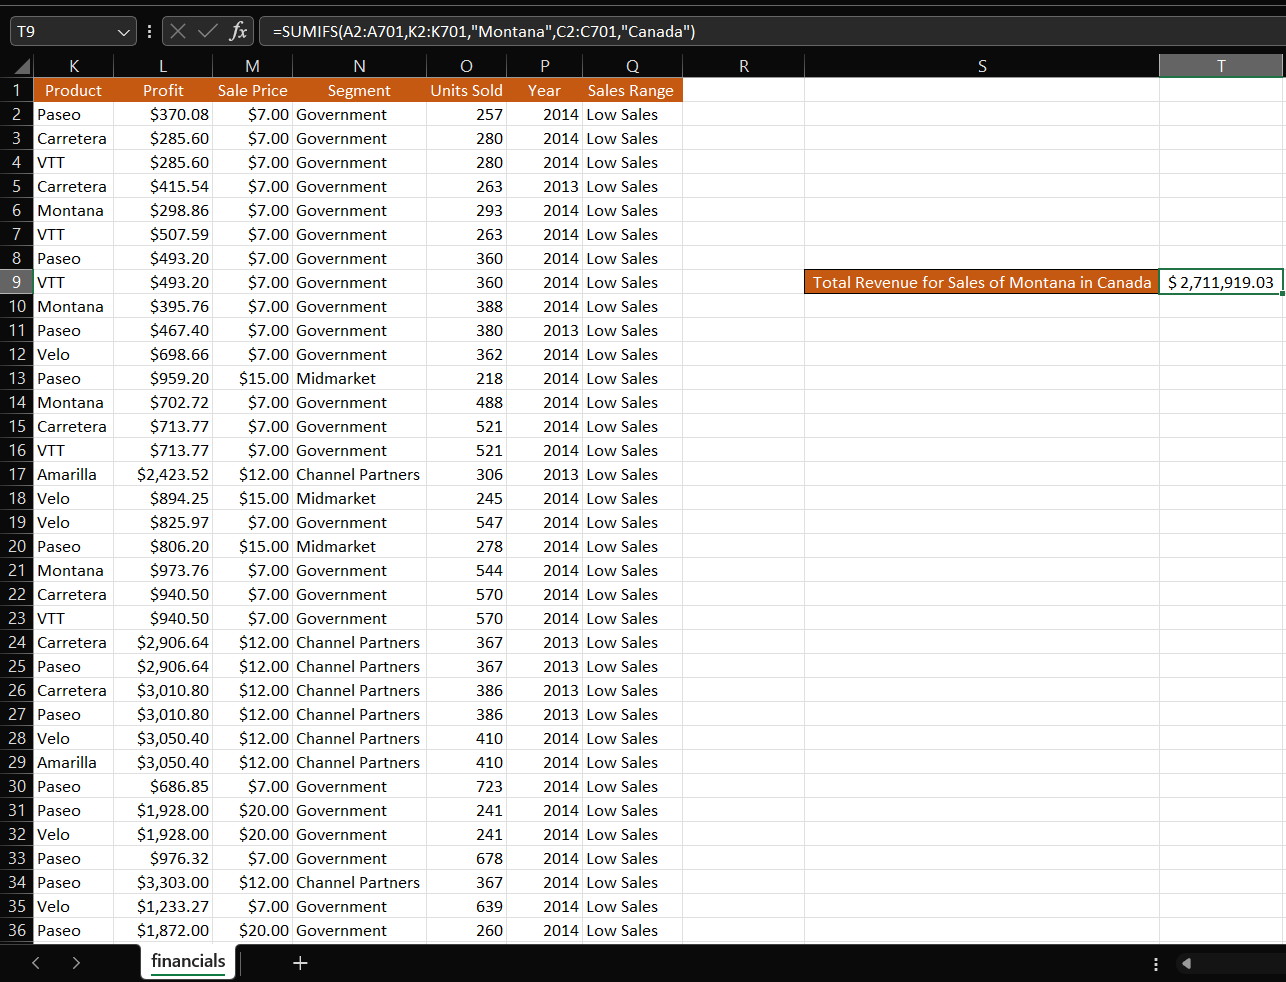 T9 =SUMIFS(A2:A701,K2:K701,"Montana",C2:C701,"Canada")
K L M N O P Q R S T
1 Product Profit Sale Price Segment Units Sold Year Sales Range
2 Paseo $370.08 $7.00 Government 257 2014 Low Sales
3 Carretera $285.60 $7.00 Government 280 2014 Low Sales
4 VTT $285.60 $7.00 Government 280 2014 Low Sales
5 Carretera $415.54 $7.00 Government 263 2013 Low Sales
6 Montana $298.86 $7.00 Government 293 2014 Low Sales
7 VTT $507.59 $7.00 Government 263 2014 Low Sales
8 Paseo $493.20 $7.00 Government 360 2014 Low Sales
9 VTT $493.20 $7.00 Government 360 2014 Low Sales Total Revenue for Sales of Montana in Canada $ 2,711,919.03
10 Montana $395.76 $7.00 Government 388 2014 Low Sales
11 Paseo $467.40 $7.00 Government 380 2013 Low Sales
12 Velo $698.66 $7.00 Government 362 2014 Low Sales
13 Paseo $959.20 $15.00 Midmarket 218 2014 Low Sales
14 Montana $702.72 $7.00 Government 488 2014 Low Sales
15 Carretera $713.77 $7.00 Government 521 2014 Low Sales
16 VTT $713.77 $7.00 Government 521 2014 Low Sales
17 Amarilla $2,423.52 $12.00 Channel Partners 306 2013 Low Sales
18 Velo $894.25 $15.00 Midmarket 245 2014 Low Sales
19 Velo $825.97 $7.00 Government 547 2014 Low Sales
20 Paseo $806.20 $15.00 Midmarket 278 2014 Low Sales
21 Montana $973.76 $7.00 Government 544 2014 Low Sales
22 Carretera $940.50 $7.00 Government 570 2014 Low Sales
23 VTT $940.50 $7.00 Government 570 2014 Low Sales
24 Carretera $2,906.64 $12.00 Channel Partners 367 2013 Low Sales
25 Paseo $2,906.64 $12.00 Channel Partners 367 2013 Low Sales
26 Carretera $3,010.80 $12.00 Channel Partners 386 2013 Low Sales
27 Paseo $3,010.80 $12.00 Channel Partners 386 2013 Low Sales
28 Velo $3,050.40 $12.00 Channel Partners 410 2014 Low Sales
29 Amarilla $3,050.40 $12.00 Channel Partners 410 2014 Low Sales
30 Paseo $686.85 $7.00 Government 723 2014 Low Sales
31 Paseo $1,928.00 $20.00 Government 241 2014 Low Sales
32 Velo $1,928.00 $20.00 Government 241 2014 Low Sales
33 Paseo $976.32 $7.00 Government 678 2014 Low Sales
34 Paseo $3,303.00 $12.00 Channel Partners 367 2014 Low Sales
35 Velo $1,233.27 $7.00 Government 639 2014 Low Sales
36 Paseo $1,872.00 $20.00 Government 260 2014 Low Sales
financials